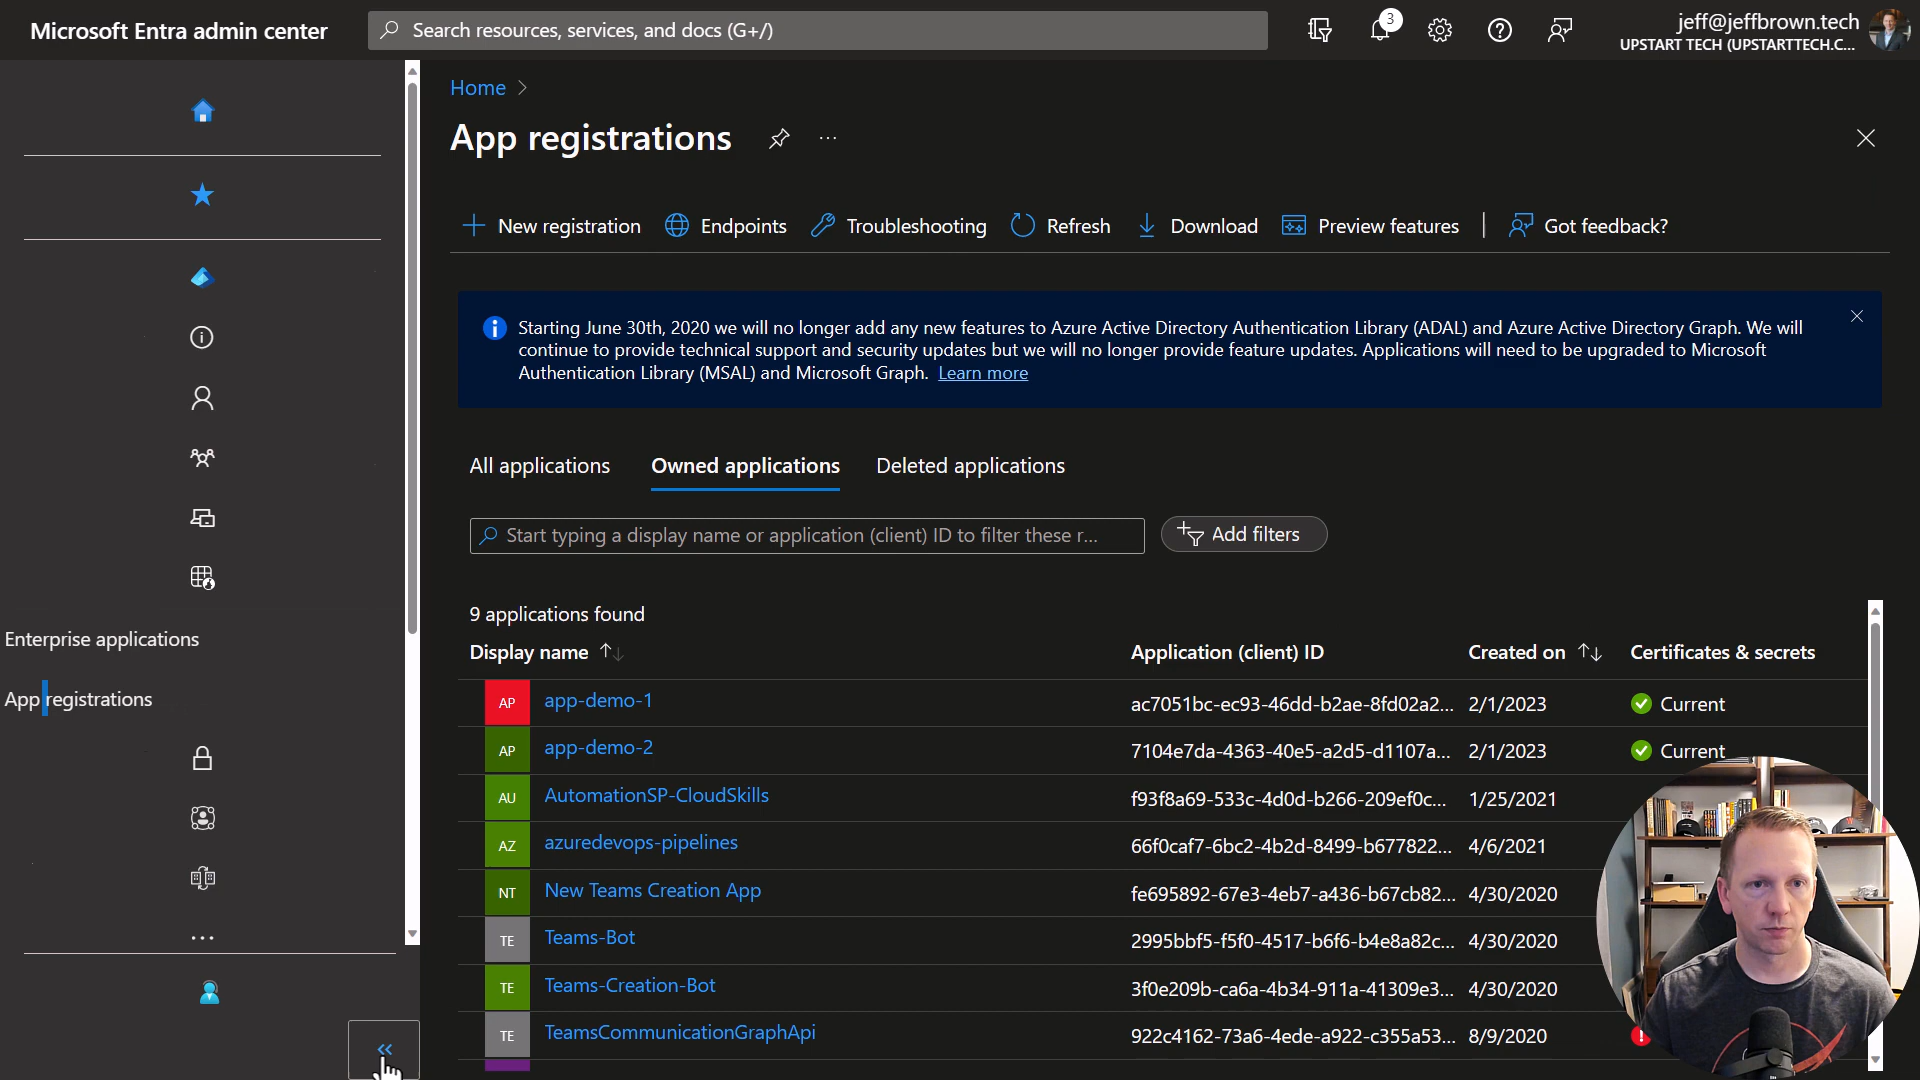 Microsoft Entra admin center
Search resources, services, and docs (G+/)
3
jeff@jeffbrown.tech
UPSTART TECH (UPSTARTTECH.C...
Home
App registrations
New registration
Endpoints
Troubleshooting
Refresh
Download
Preview features
Got feedback?
Starting June 30th, 2020 we will no longer add any new features to Azure Active Directory Authentication Library (ADAL) and Azure Active Directory Graph. We will
continue to provide technical support and security updates but we will no longer provide feature updates. Applications will need to be upgraded to Microsoft
Authentication Library (MSAL) and Microsoft Graph. Learn more
All applications
Owned applications
Deleted applications
Start typing a display name or application (client) ID to filter these r...
Add filters
9 applications found
Enterprise applications
App registrations
Display name
Application (client) ID
Created on
Certificates & secrets
AP app-demo-1 ac7051bc-ec93-46dd-b2ae-8fd02a2... 2/1/2023 Current
AP app-demo-2 7104e7da-4363-40e5-a2d5-d1107a... 2/1/2023 Current
AU AutomationSP-CloudSkills f93f8a69-533c-4d0d-b266-209ef0c... 1/25/2021
AZ azuredevops-pipelines 66f0caf7-6bc2-4b2d-8499-b677822... 4/6/2021
NT New Teams Creation App fe695892-67e3-4eb7-a436-b67cb82... 4/30/2020
TE Teams-Bot 2995bbf5-f5f0-4517-b6f6-b4e8a82c... 4/30/2020
TE Teams-Creation-Bot 3f0e209b-ca6a-4b34-911a-41309e3... 4/30/2020
TE TeamsCommunicationGraphApi 922c4162-73a6-4ede-a922-c355a53... 8/9/2020